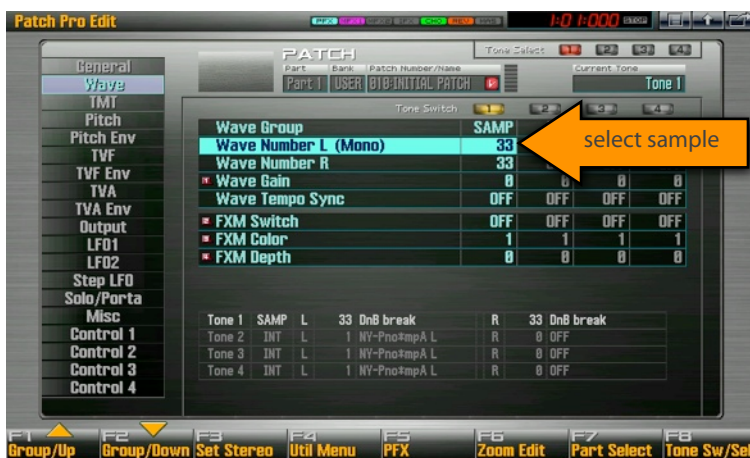 Patch Pro Edit
PFX MFX1 MFX2 MFX3 CHO REV MAS
1:01:000 STOP
PATCH
Tone Select 1 2 3 4
Part Bank Patch Number/Name
Part 1 USER 018:INITIAL PATCH
Current Tone
Tone 1
General
Wave
TMT
Pitch
Pitch Env
TVF
TVF Env
TVA
TVA Env
Output
LFO1
LFO2
Step LFO
Solo/Porta
Misc
Control 1
Control 2
Control 3
Control 4
Tone Switch 1 2 3 4
Wave Group SAMP
Wave Number L (Mono) 33
select sample
Wave Number R 33
Wave Gain 0 0 0 0
Wave Tempo Sync OFF OFF OFF OFF
FXM Switch OFF OFF OFF OFF
FXM Color 1 1 1 1
FXM Depth 0 0 0 0
Tone 1 SAMP L 33 DnB break R 33 DnB break
Tone 2 INT L 1 NY-Pno*mpA L R 0 OFF
Tone 3 INT L 1 NY-Pno*mpA L R 0 OFF
Tone 4 INT L 1 NY-Pno*mpA L R 0 OFF
F1 F2 F3 F4 F5 F6 F7 F8
Group/Up Group/Down Set Stereo Util Menu PFX Zoom Edit Part Select Tone Sw/Sel